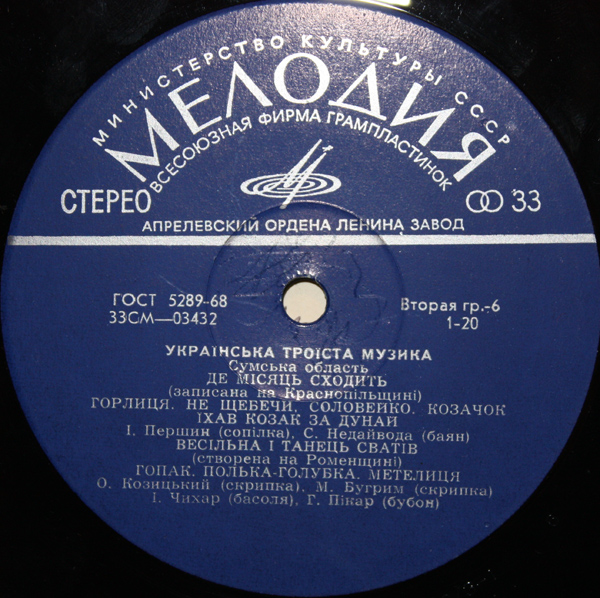 МИНИСТЕРСТВО КУЛЬТУРЫ СССР
МЕЛОДИЯ
ВСЕСОЮЗНАЯ ФИРМА ГРАМПЛАСТИНОК
СТЕРЕО
33
АПРЕЛЕВСКИЙ ОРДЕНА ЛЕНИНА ЗАВОД
ГОСТ 5289-68
Вторая гр.-6
33СМ—03432
1-20
УКРАЇНСЬКА ТРОЇСТА МУЗИКА
Сумська область
ДЕ МІСЯЦЬ СХОДИТЬ
(записана на Краснопільщині)
ГОРЛИЦЯ. НЕ ЩЕБЕЧИ, СОЛОВЕЙКО. КОЗАЧОК
ЇХАВ КОЗАК ЗА ДУНАЙ
І. Першин (сопілка), С. Недайвода (баян)
ВЕСІЛЬНА І ТАНЕЦЬ СВАТІВ
(створена на Роменщині)
ГОПАК. ПОЛЬКА-ГОЛУБКА. МЕТЕЛИЦЯ
О. Козицький (скрипка), М. Бугрим (скрипка)
І. Чихар (басоля), Г. Пікар (бубон)